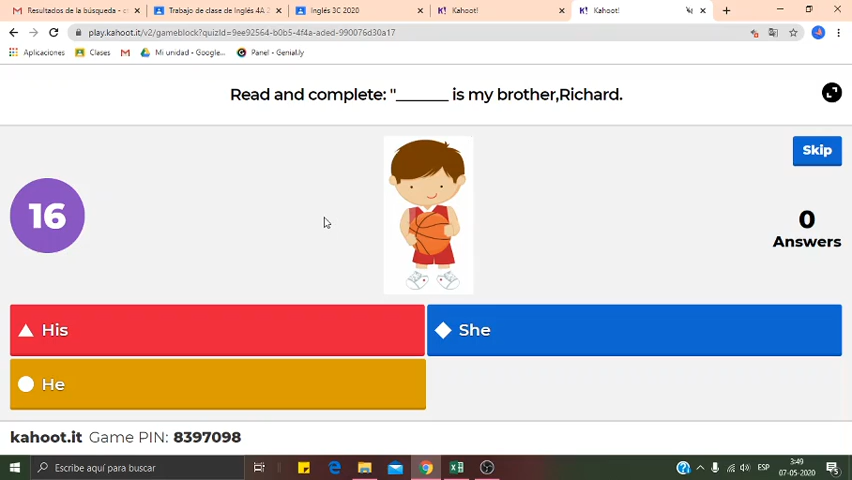 Resultados de la búsqueda - c
Trabajo de clase de Inglés 4A 2
Inglés 3C 2020
Kahoot!
Kahoot!
play.kahoot.it/v2/gameblock?quizId=9ee92564-b0b5-4f4a-aded-990076d30a17
Aplicaciones
Clases
Mi unidad - Google...
Panel - Genial.ly
Read and complete: "_______ is my brother,Richard.
Skip
16
0
Answers
His
She
He
kahoot.it Game PIN: 8397098
Escribe aquí para buscar
ESP
3:49
07-05-2020
5